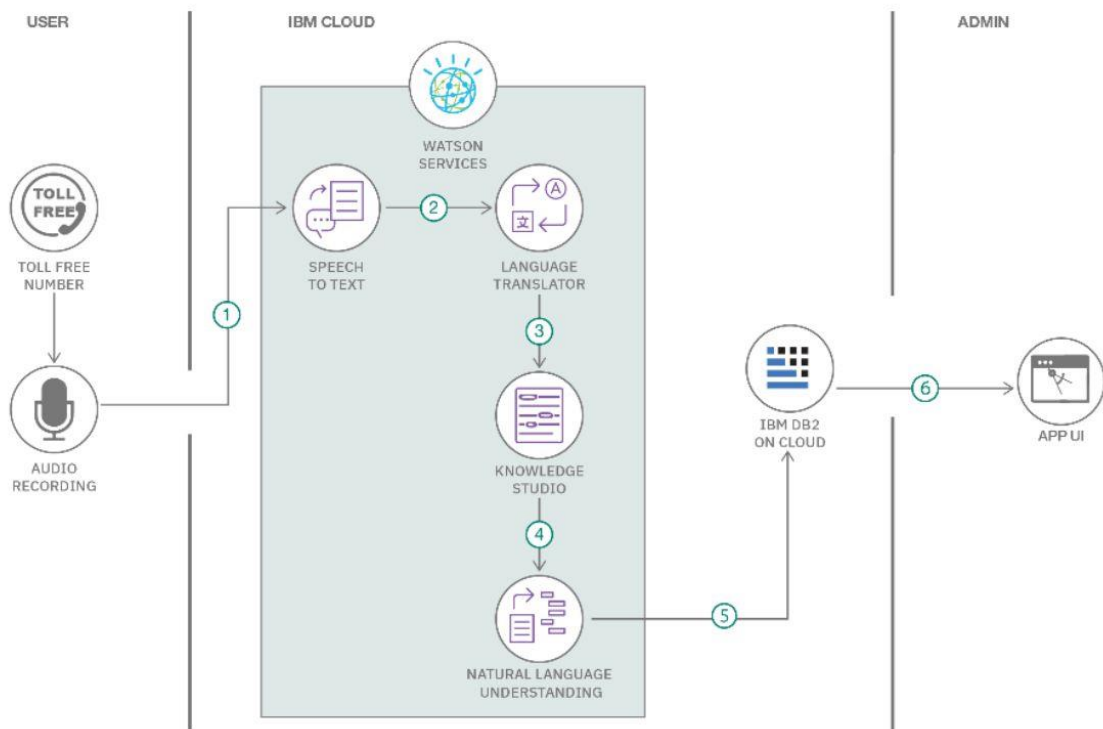 USER
IBM CLOUD
ADMIN
WATSON
SERVICES
TOLL
FREE
TOLL FREE
NUMBER
1
SPEECH
TO TEXT
2
A
文
LANGUAGE
TRANSLATOR
3
AUDIO
RECORDING
KNOWLEDGE
STUDIO
4
NATURAL LANGUAGE
UNDERSTANDING
5
IBM DB2
ON CLOUD
6
APP UI